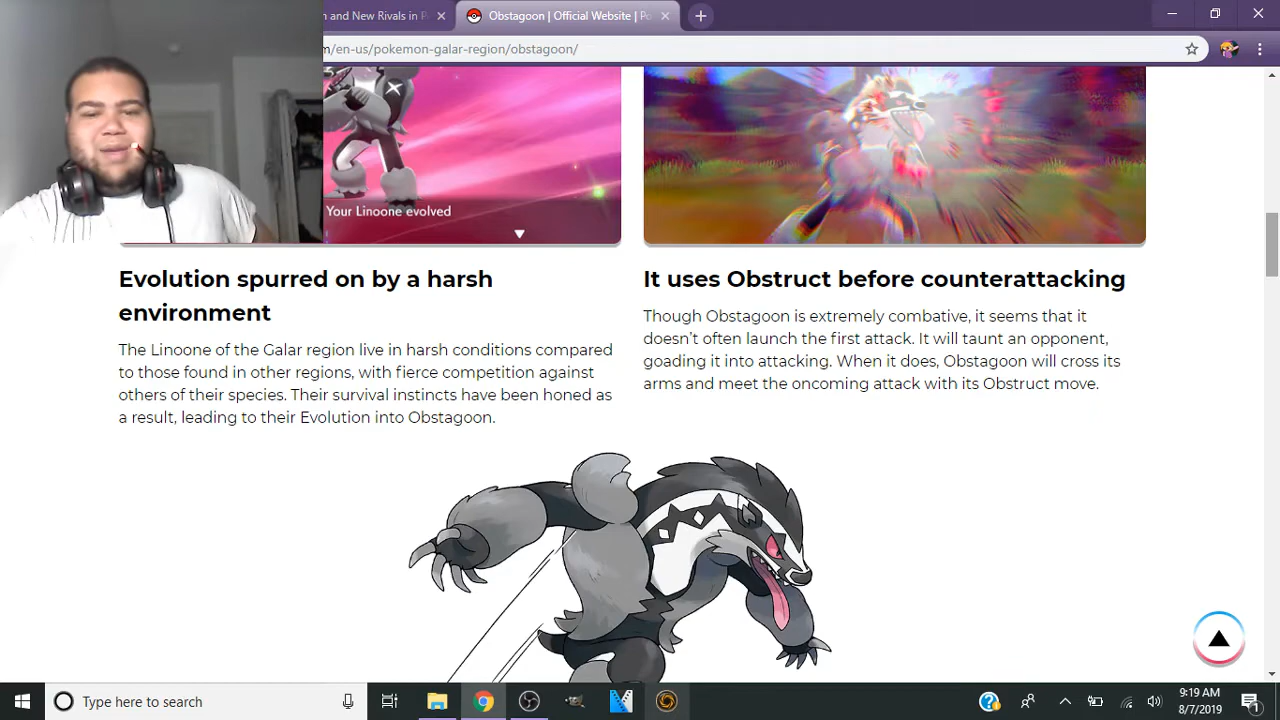 n and New Rivals in P
Obstagoon | Official Website | Po
m/en-us/pokemon-galar-region/obstagoon/
Your Linoone evolved
Evolution spurred on by a harsh
environment
The Linoone of the Galar region live in harsh conditions compared
to those found in other regions, with fierce competition against
others of their species. Their survival instincts have been honed as
a result, leading to their Evolution into Obstagoon.
It uses Obstruct before counterattacking
Though Obstagoon is extremely combative, it seems that it
doesn't often launch the first attack. It will taunt an opponent,
goading it into attacking. When it does, Obstagoon will cross its
arms and meet the oncoming attack with its Obstruct move.
Type here to search
9:19 AM
8/7/2019
1